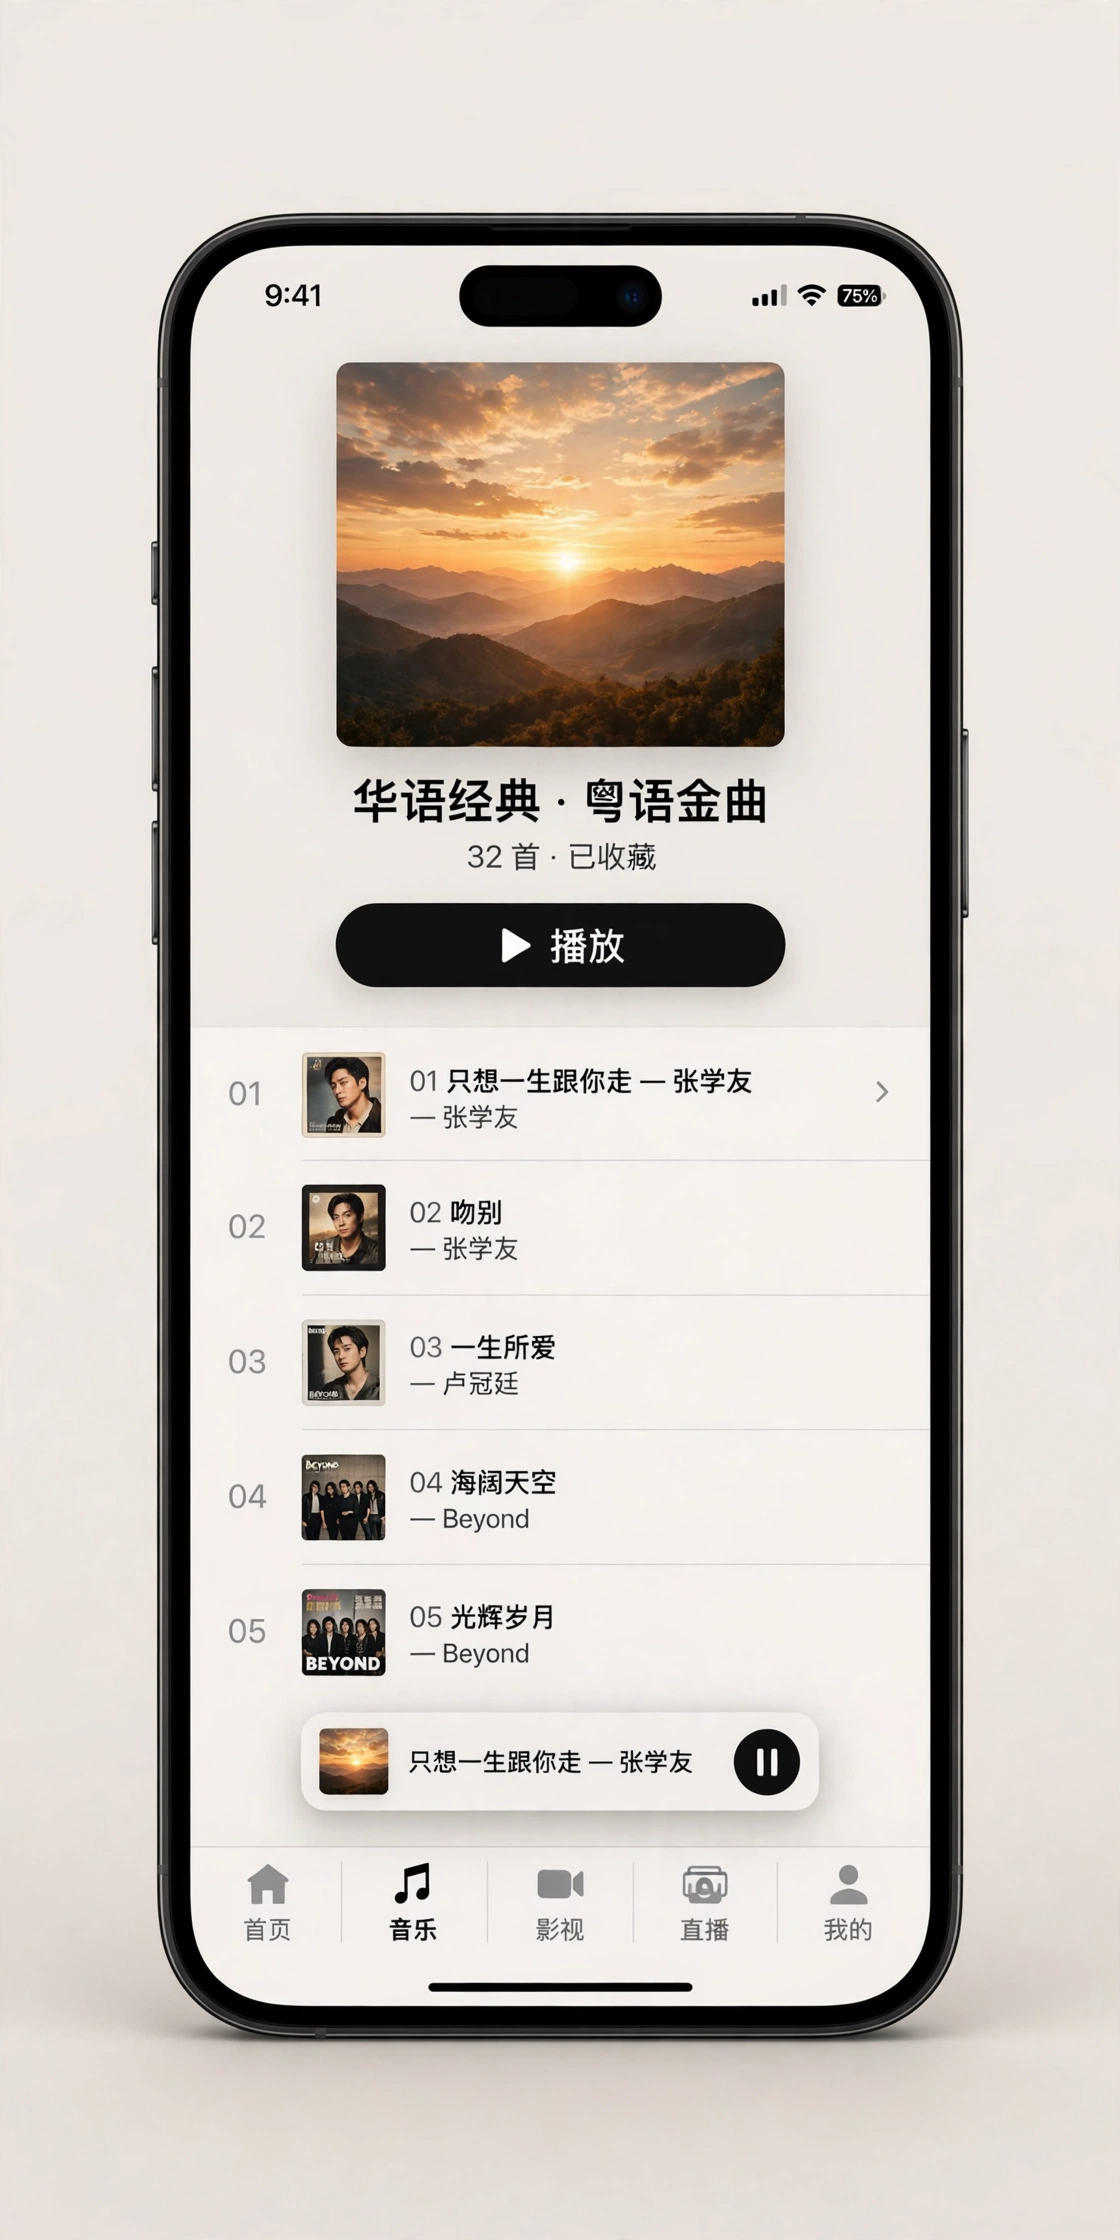 9:41
75%
华语经典 · 粤语金曲
32 首 · 已收藏
播放
01
01 只想一生跟你走 — 张学友
— 张学友
02
02 吻别
— 张学友
03
03 一生所爱
— 卢冠廷
BEYOND
04
04 海阔天空
— Beyond
BEYOND
05
05 光辉岁月
— Beyond
只想一生跟你走 — 张学友
首页
音乐
影视
直播
我的